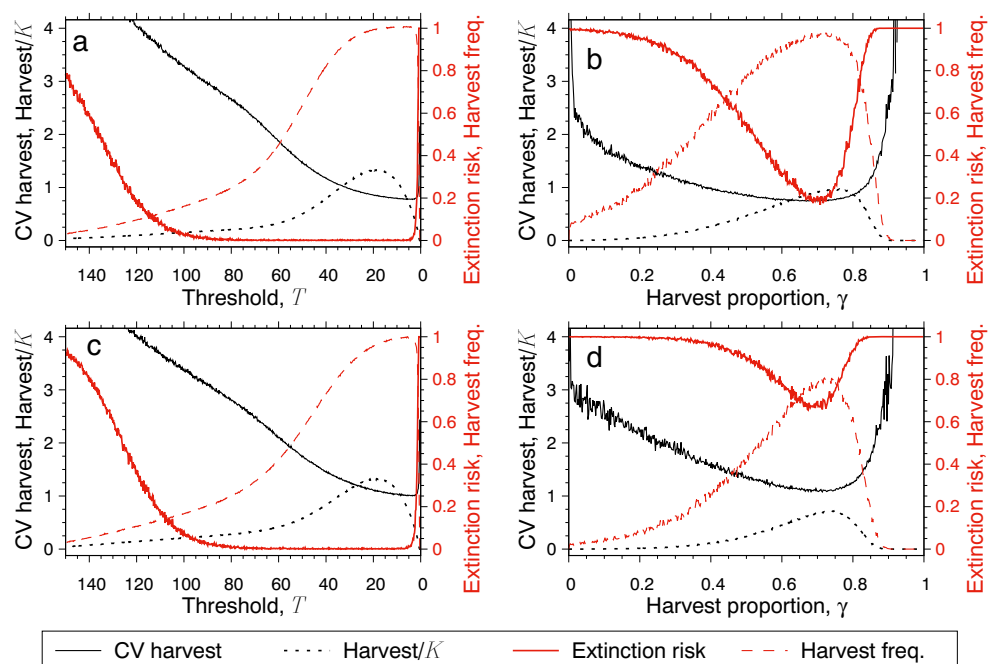 a
4
3
2
1
0
1
0.8
0.6
0.4
0.2
0
140 120 100 80 60 40 20 0
CV harvest, Harvest/K
Extinction risk, Harvest freq.
Threshold, T
b
4
3
2
1
0
1
0.8
0.6
0.4
0.2
0
0 0.2 0.4 0.6 0.8 1
CV harvest, Harvest/K
Extinction risk, Harvest freq.
Harvest proportion, γ
c
4
3
2
1
0
1
0.8
0.6
0.4
0.2
0
140 120 100 80 60 40 20 0
CV harvest, Harvest/K
Extinction risk, Harvest freq.
Threshold, T
d
4
3
2
1
0
1
0.8
0.6
0.4
0.2
0
0 0.2 0.4 0.6 0.8 1
CV harvest, Harvest/K
Extinction risk, Harvest freq.
Harvest proportion, γ
CV harvest Harvest/K Extinction risk Harvest freq.